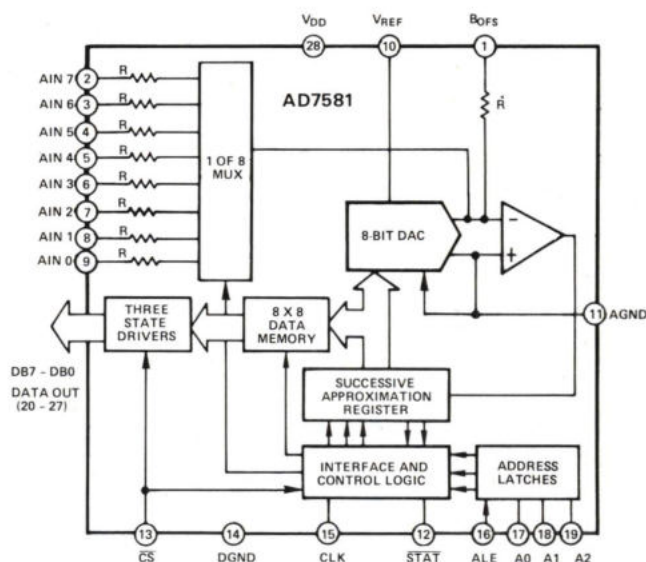 VDD
VREF
BOFS
28
10
1
AD7581
AIN 7 2 R
AIN 6 3 R
AIN 5 4 R
AIN 4 5 R
AIN 3 6 R
AIN 2 7 R
AIN 1 8 R
AIN 0 9 R
1 OF 8
MUX
R
8-BIT DAC
−
+
11 AGND
THREE
STATE
DRIVERS
8 X 8
DATA
MEMORY
DB7 - DB0
DATA OUT
(20 - 27)
SUCCESSIVE
APPROXIMATION
REGISTER
INTERFACE AND
CONTROL LOGIC
ADDRESS
LATCHES
13
14
15
12
16
17
18
19
CS
DGND
CLK
STAT
ALE
A0
A1
A2